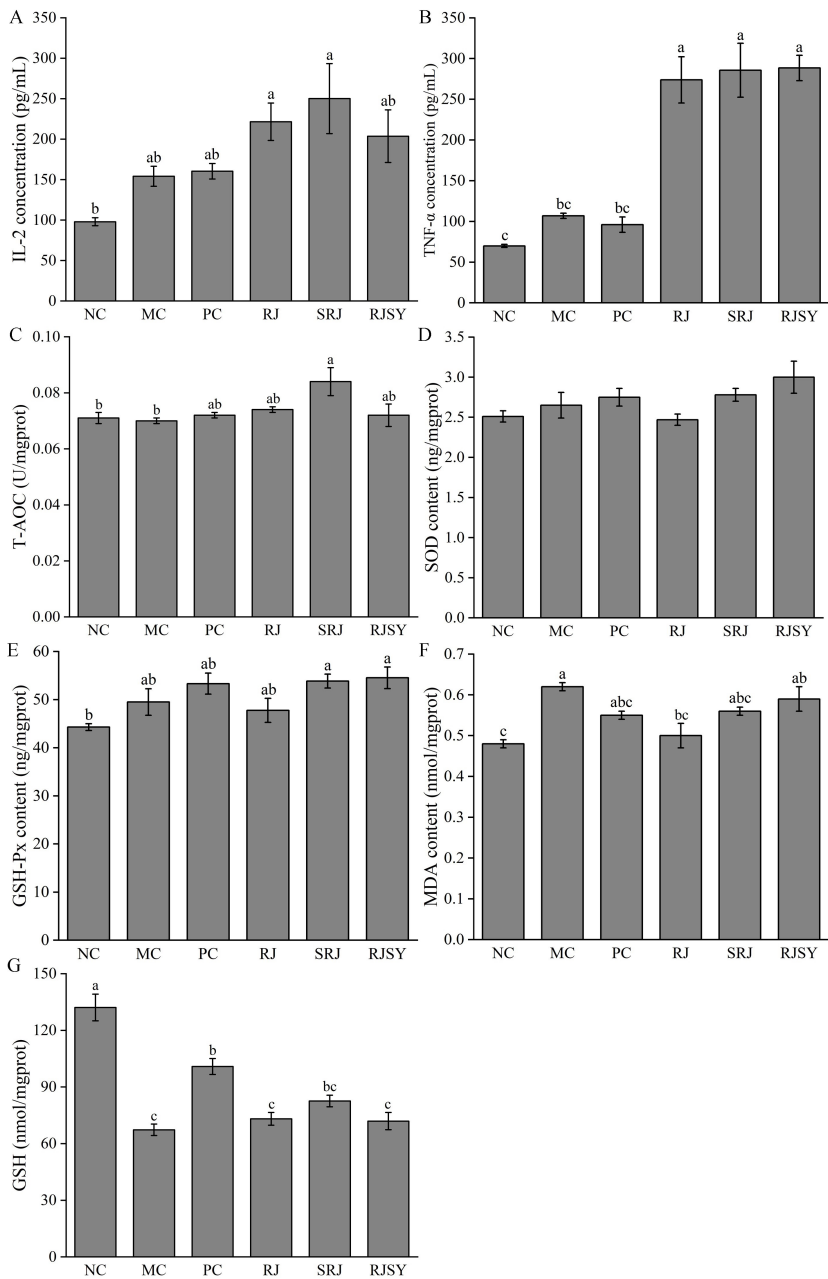 A
IL-2 concentration (pg/mL)
350
300
250
200
150
100
50
0
b
ab
ab
a
a
ab
NC MC PC RJ SRJ RJSY
B
TNF-α concentration (pg/mL)
350
300
250
200
150
100
50
0
c
bc
bc
a
a
a
NC MC PC RJ SRJ RJSY
C
T-AOC (U/mgprot)
0.10
0.08
0.06
0.04
0.02
0.00
b
b
ab
ab
a
ab
NC MC PC RJ SRJ RJSY
D
SOD content (ng/mgprot)
3.5
3.0
2.5
2.0
1.5
1.0
0.5
0.0
NC MC PC RJ SRJ RJSY
E
GSH-Px content (ng/mgprot)
60
50
40
30
20
10
0
b
ab
ab
ab
a
a
NC MC PC RJ SRJ RJSY
F
MDA content (nmol/mgprot)
0.7
0.6
0.5
0.4
0.3
0.2
0.1
0.0
c
a
abc
bc
abc
ab
NC MC PC RJ SRJ RJSY
G
GSH (nmol/mgprot)
150
120
90
60
30
0
a
c
b
c
bc
c
NC MC PC RJ SRJ RJSY